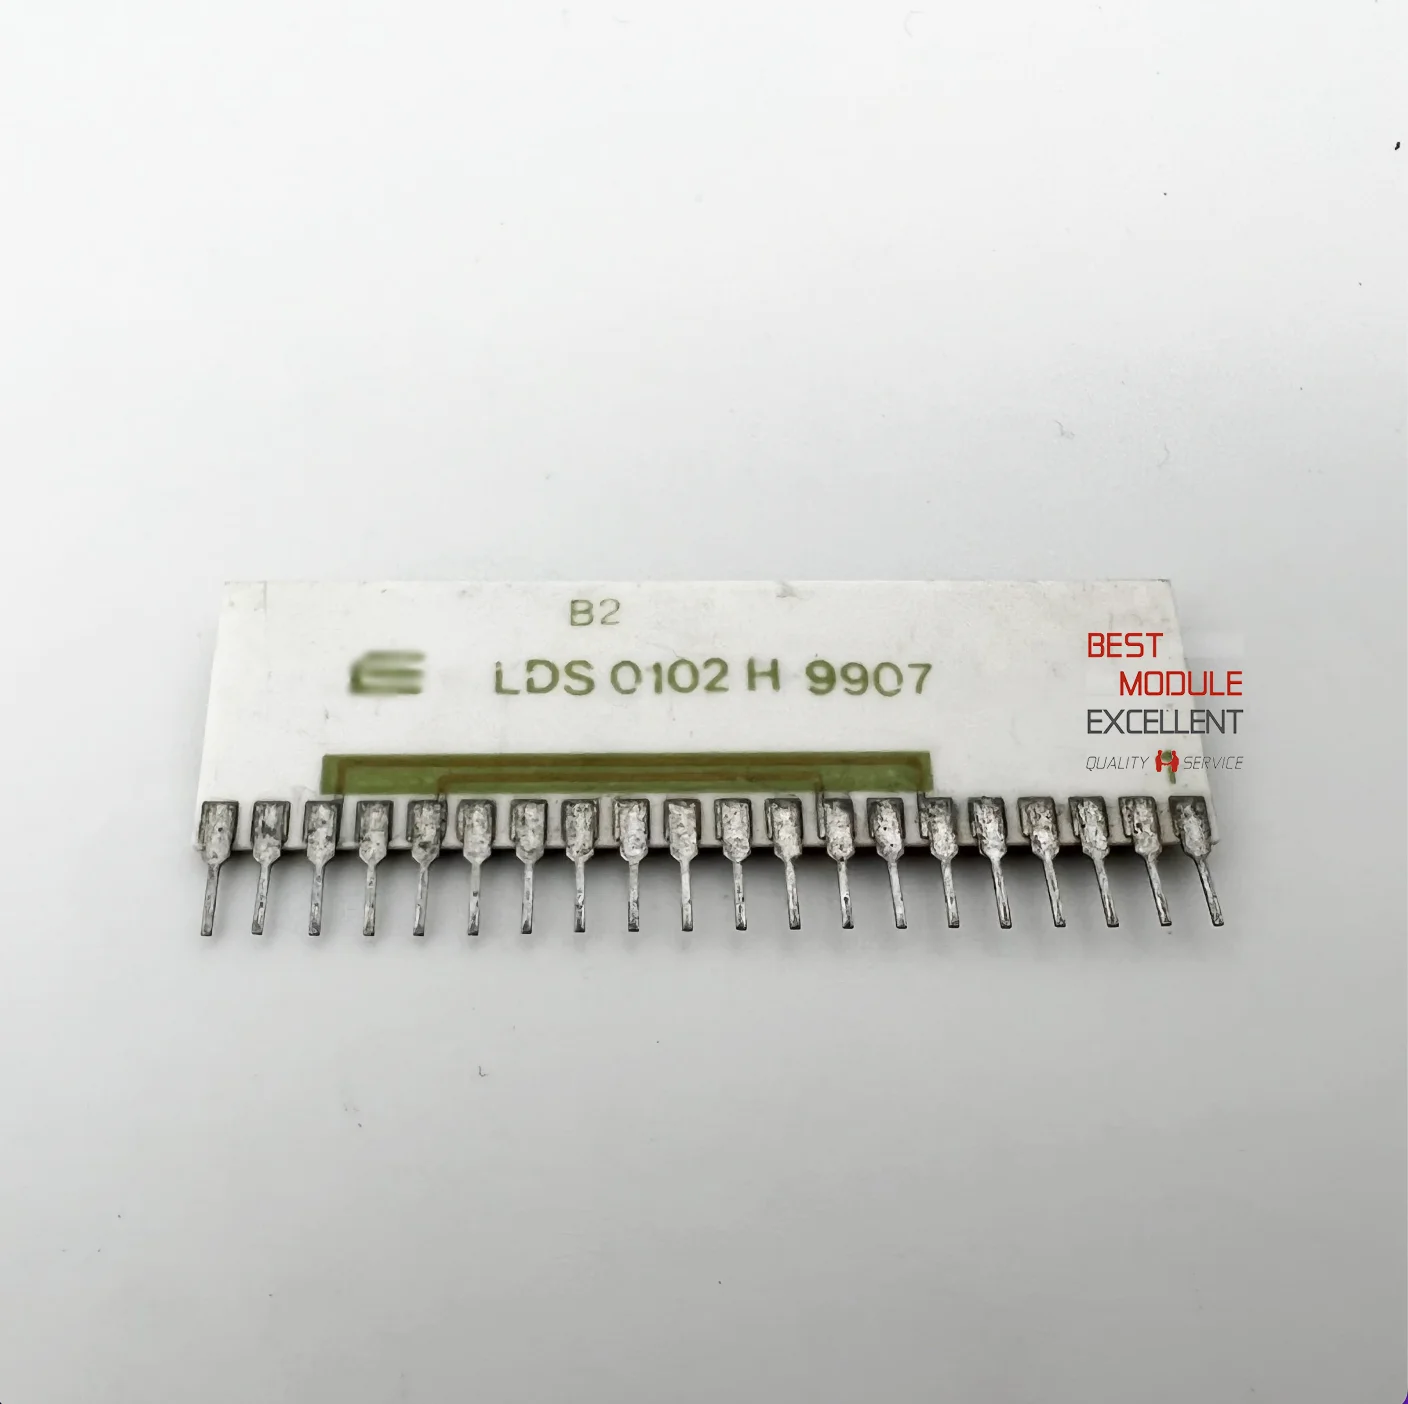 B2
LDS 0102 H 9907
BEST
MODULE
EXCELLENT
QUALITY SERVICE